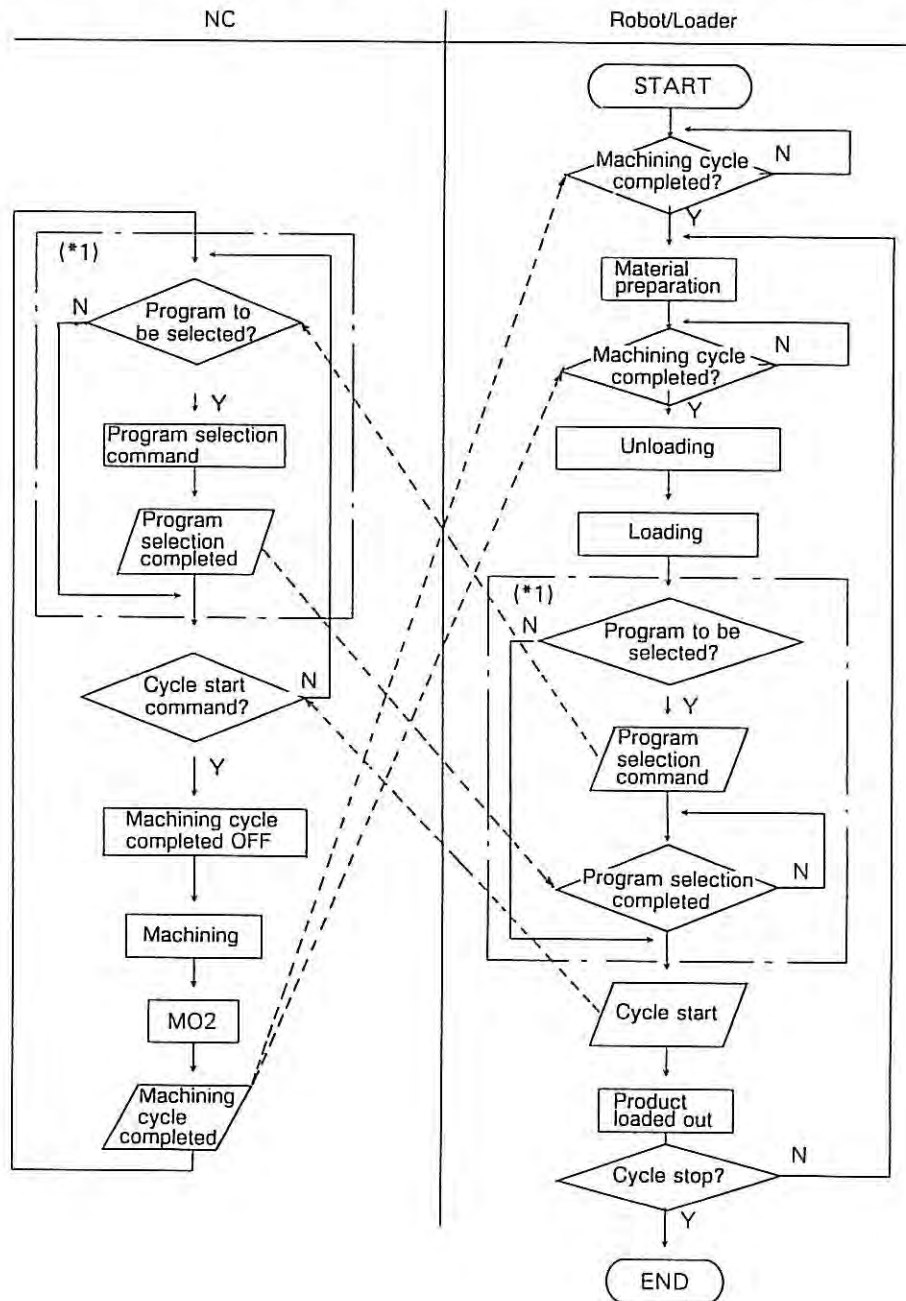 NC
Robot/Loader
START
Machining cycle
completed?
N
Y
Material
preparation
Machining cycle
completed?
N
Y
Unloading
Loading
(*1)
Program to be
selected?
N
Y
Program
selection
command
Program selection
completed
N
Cycle start
Product
loaded out
Cycle stop?
N
Y
END
(*1)
Program to
be selected?
N
Y
Program selection
command
Program
selection
completed
Cycle start
command?
N
Y
Machining cycle
completed OFF
Machining
MO2
Machining
cycle
completed